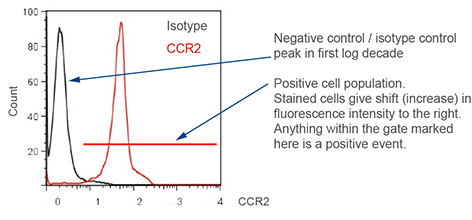 100
80
60
40
20
Count
0 1 2 3 4
CCR2
Isotype
CCR2
Negative control / isotype control
peak in first log decade
Positive cell population.
Stained cells give shift (increase) in
fluorescence intensity to the right.
Anything within the gate marked
here is a positive event.